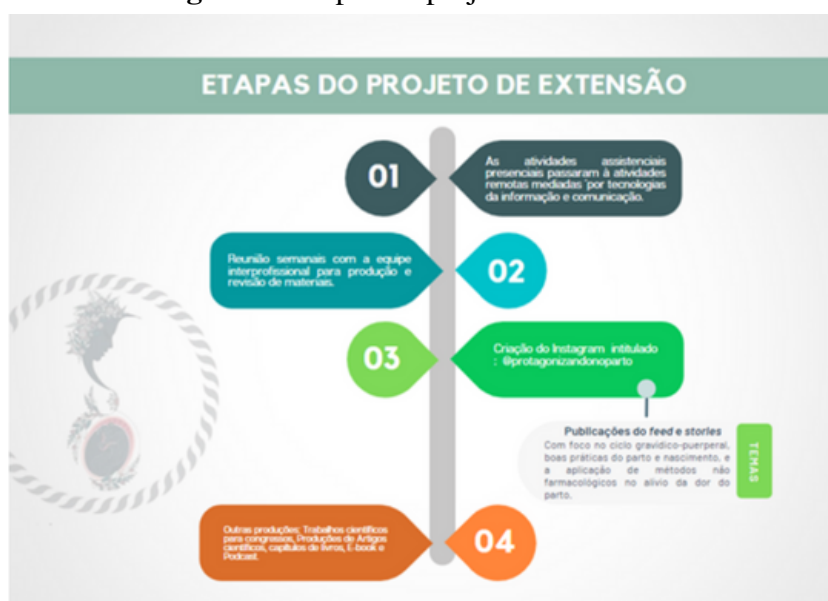 ETAPAS DO PROJETO DE EXTENSÃO
01
As atividades assistenciais
presenciais passaram à atividades
remotas mediadas ¨por tecnologias
da informação e comunicação.
Reunião semanais com a equipe
interprofissional para produção e
revisão de materiais.
02
03
Criação do Instagram intitulado
: @protagonizandonoparto
Publicações do feed e stories
Com foco no ciclo gravídico-puerperal,
boas práticas do parto e nascimento, e
a aplicação de métodos não
farmacológicos no alívio da dor do
parto.
TEMAS
Outras produções; Trabalhos científicos
para congressos, Produções de Artigos
científicos, capítulos de livros, E-book e
Podcast.
04